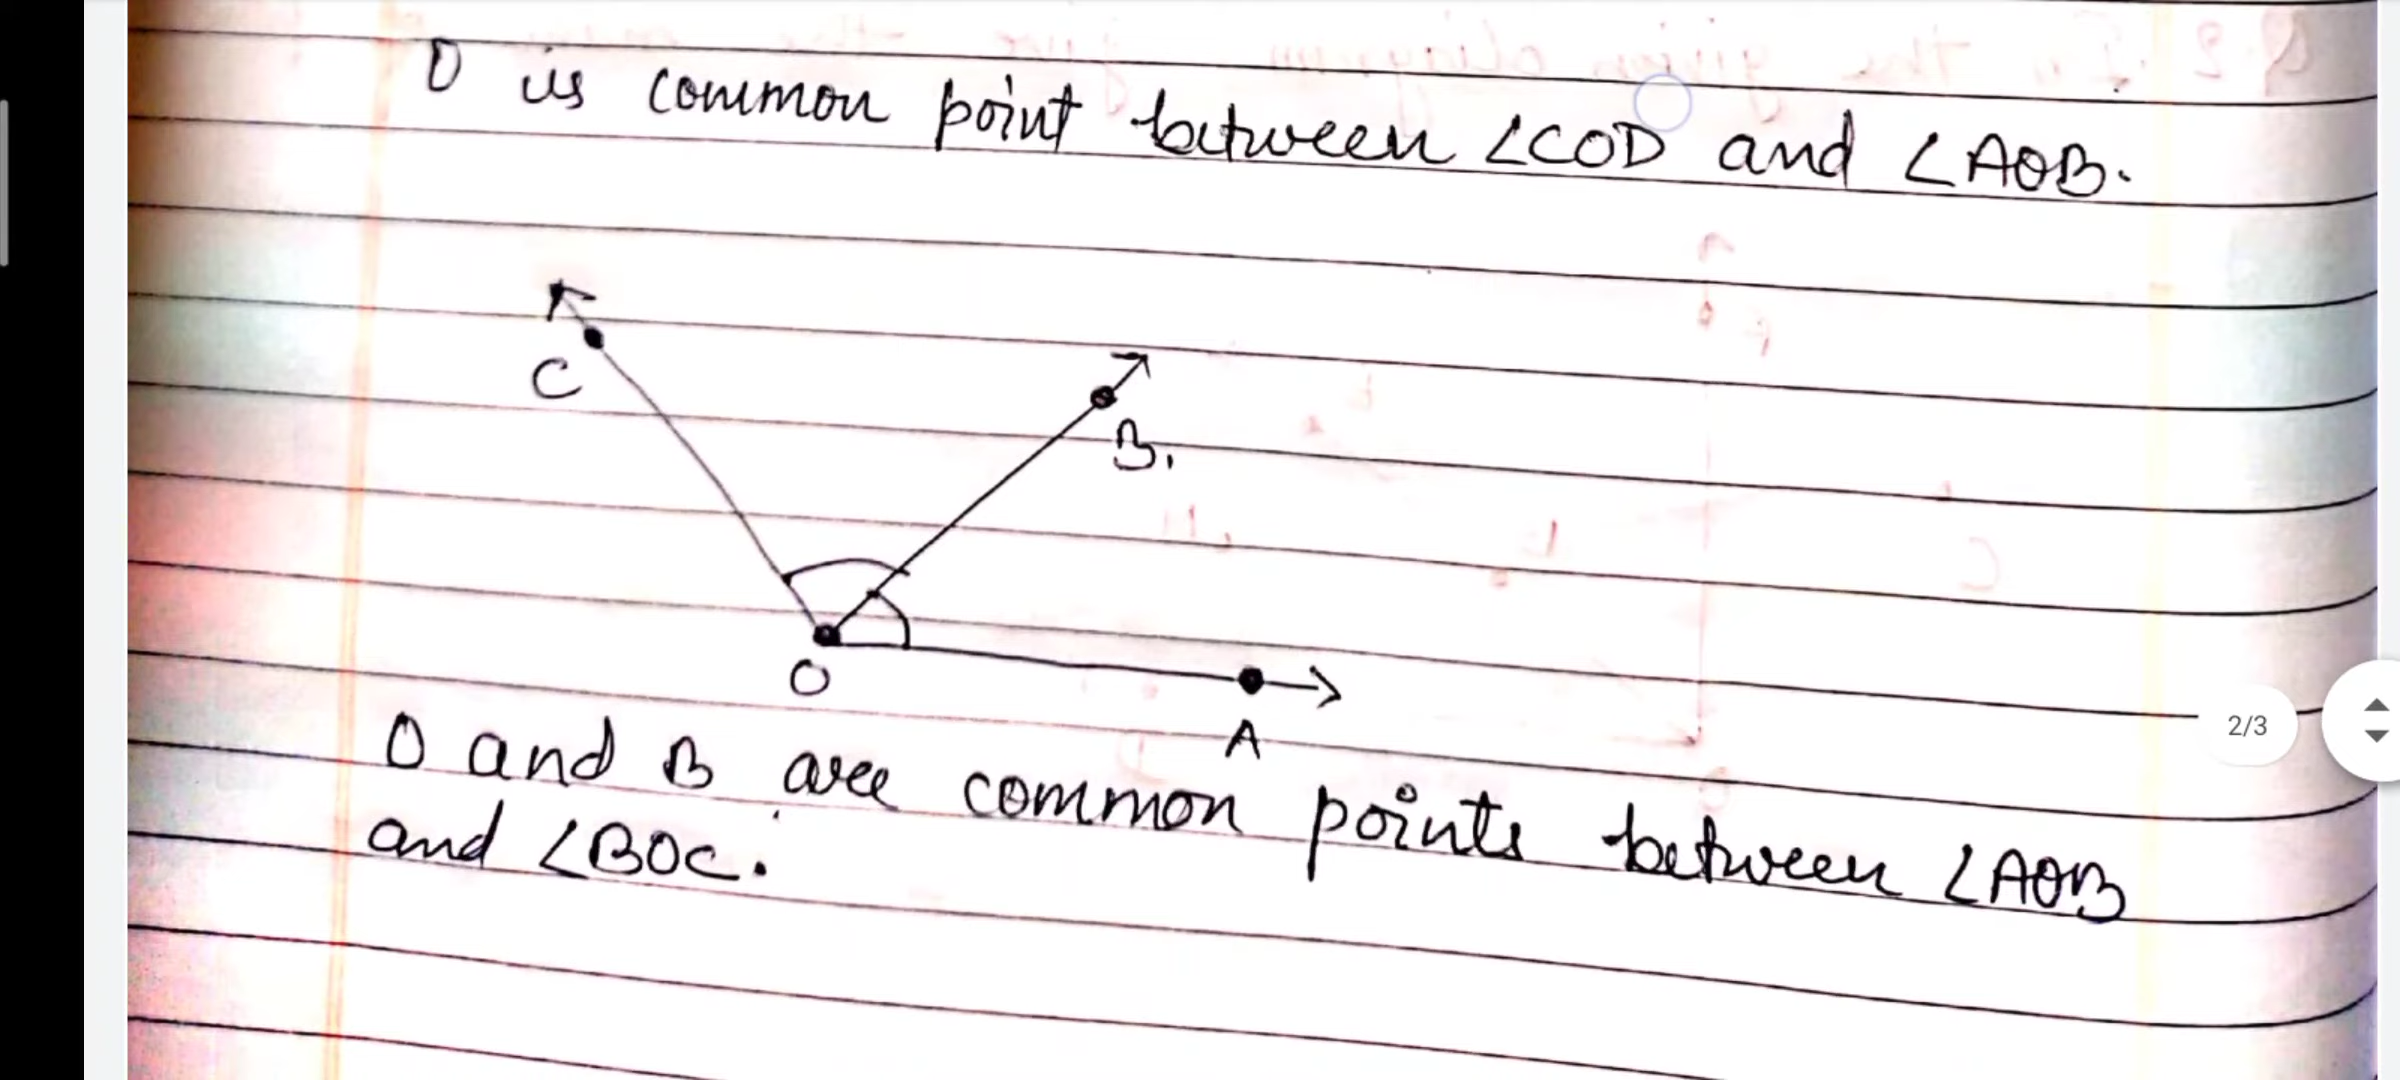 O is common point between ∠COD and ∠AOB.
C
B.
O
A
O and B are common points between ∠AOB
and ∠BOC.
2/3